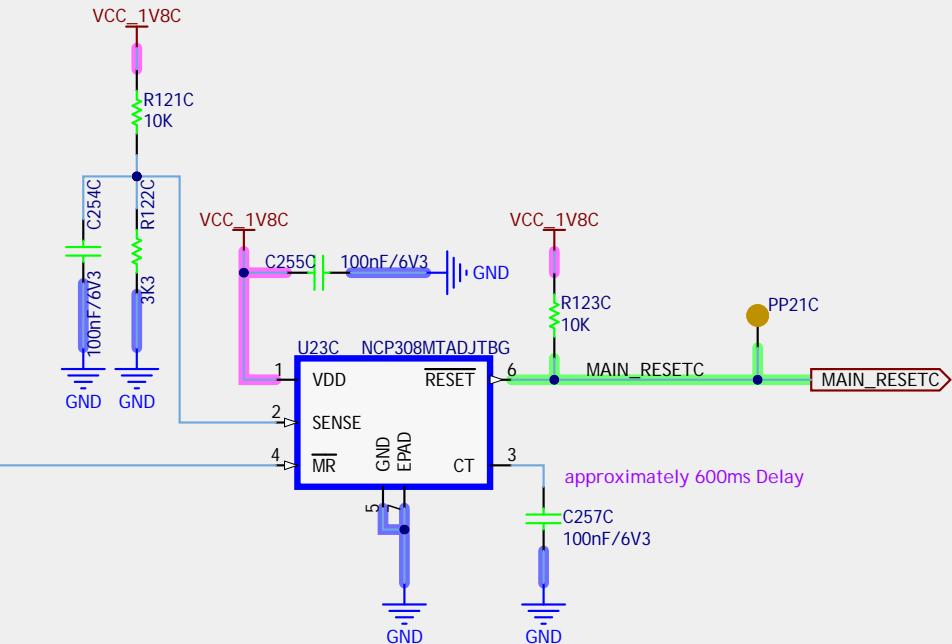 VCC_1V8C
R121C
10K
C254C
100nF/6V3
R122C
3K3
GND
GND
VCC_1V8C
C255C
100nF/6V3
GND
VCC_1V8C
R123C
10K
PP21C
U23C
NCP308MTADJTBG
1
VDD
RESET
6
MAIN_RESETC
MAIN_RESETC
2
SENSE
4
MR
GND
EPAD
CT
3
5
7
approximately 600ms Delay
C257C
100nF/6V3
GND
GND